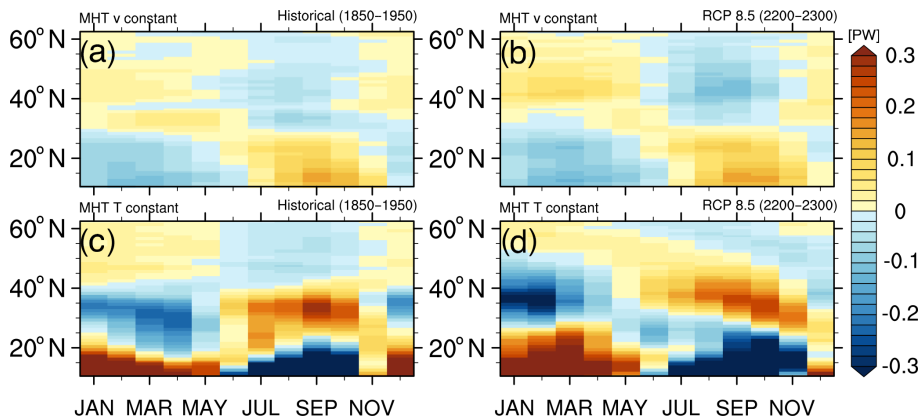 MHT v constant Historical (1850−1950)
(a)
60° N
40° N
20° N
MHT v constant RCP 8.5 (2200−2300)
(b)
60° N
40° N
20° N
[PW]
0.3
0.2
0.1
0
-0.1
-0.2
-0.3
MHT T constant Historical (1850−1950)
(c)
60° N
40° N
20° N
JAN MAR MAY JUL SEP NOV
MHT T constant RCP 8.5 (2200−2300)
(d)
60° N
40° N
20° N
JAN MAR MAY JUL SEP NOV